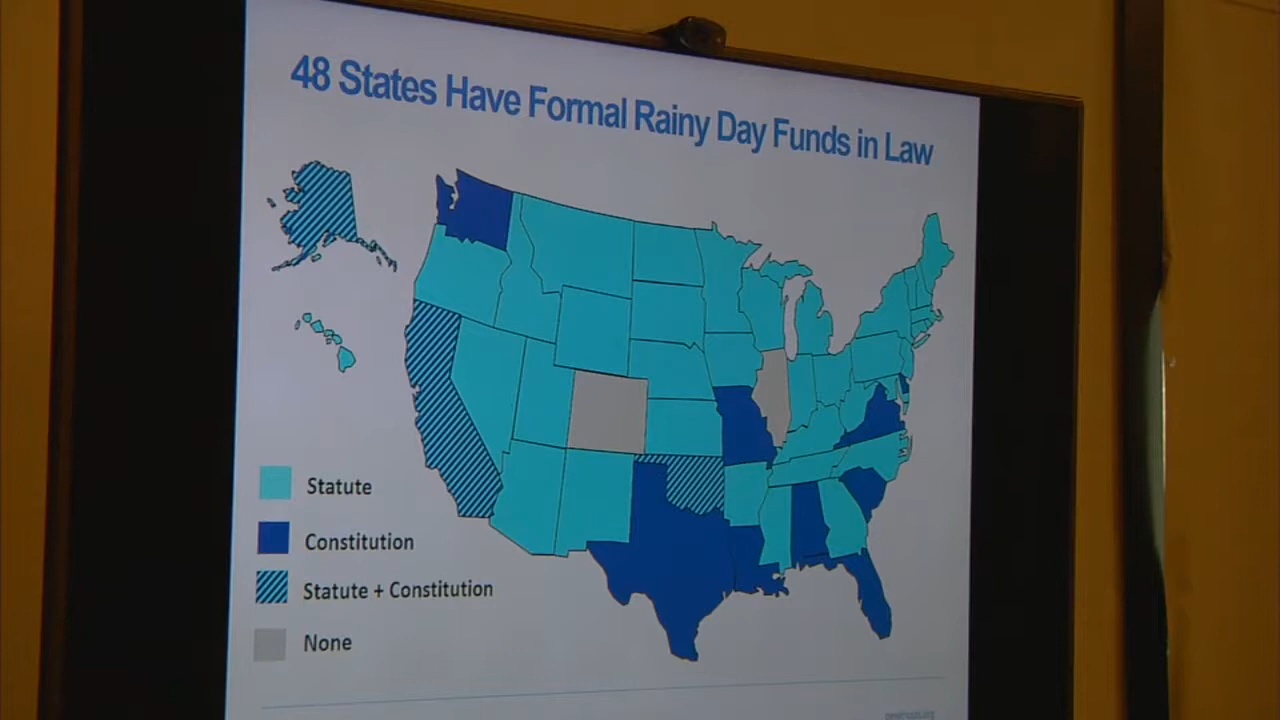 48 States Have Formal Rainy Day Funds in Law
Statute
Constitution
Statute + Constitution
None